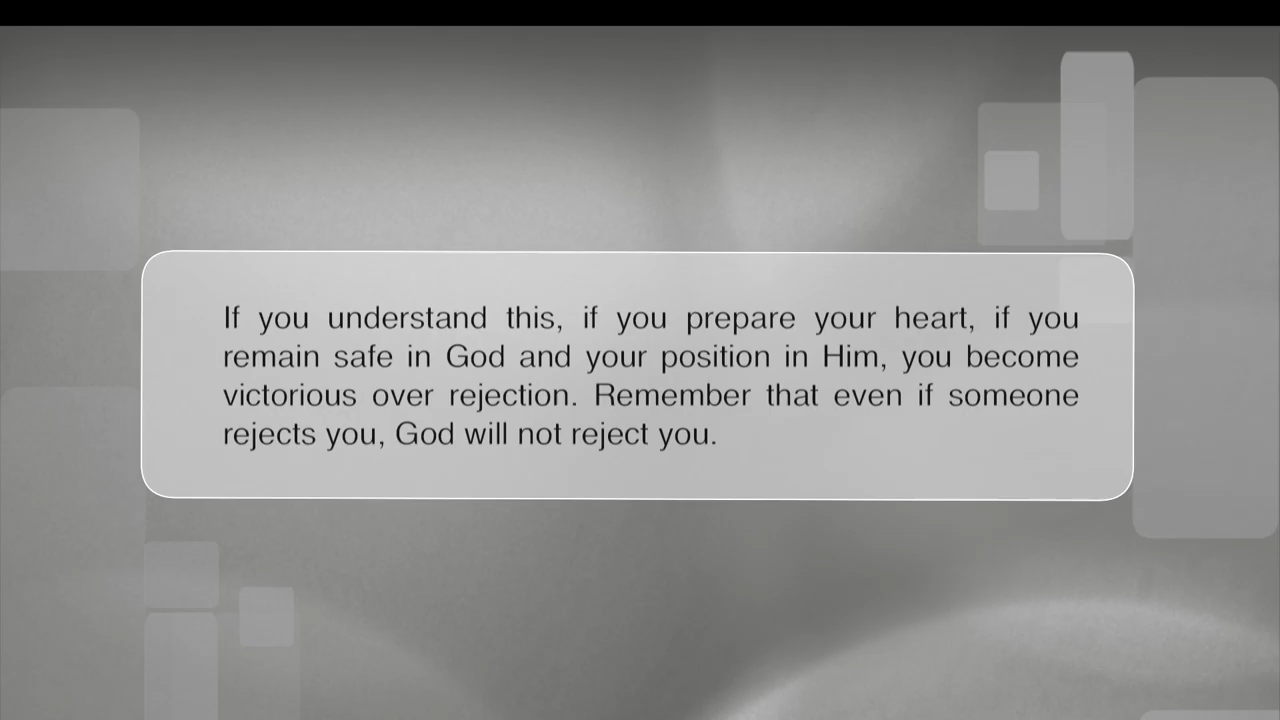 If you understand this, if you prepare your heart, if you
remain safe in God and your position in Him, you become
victorious over rejection. Remember that even if someone
rejects you, God will not reject you.